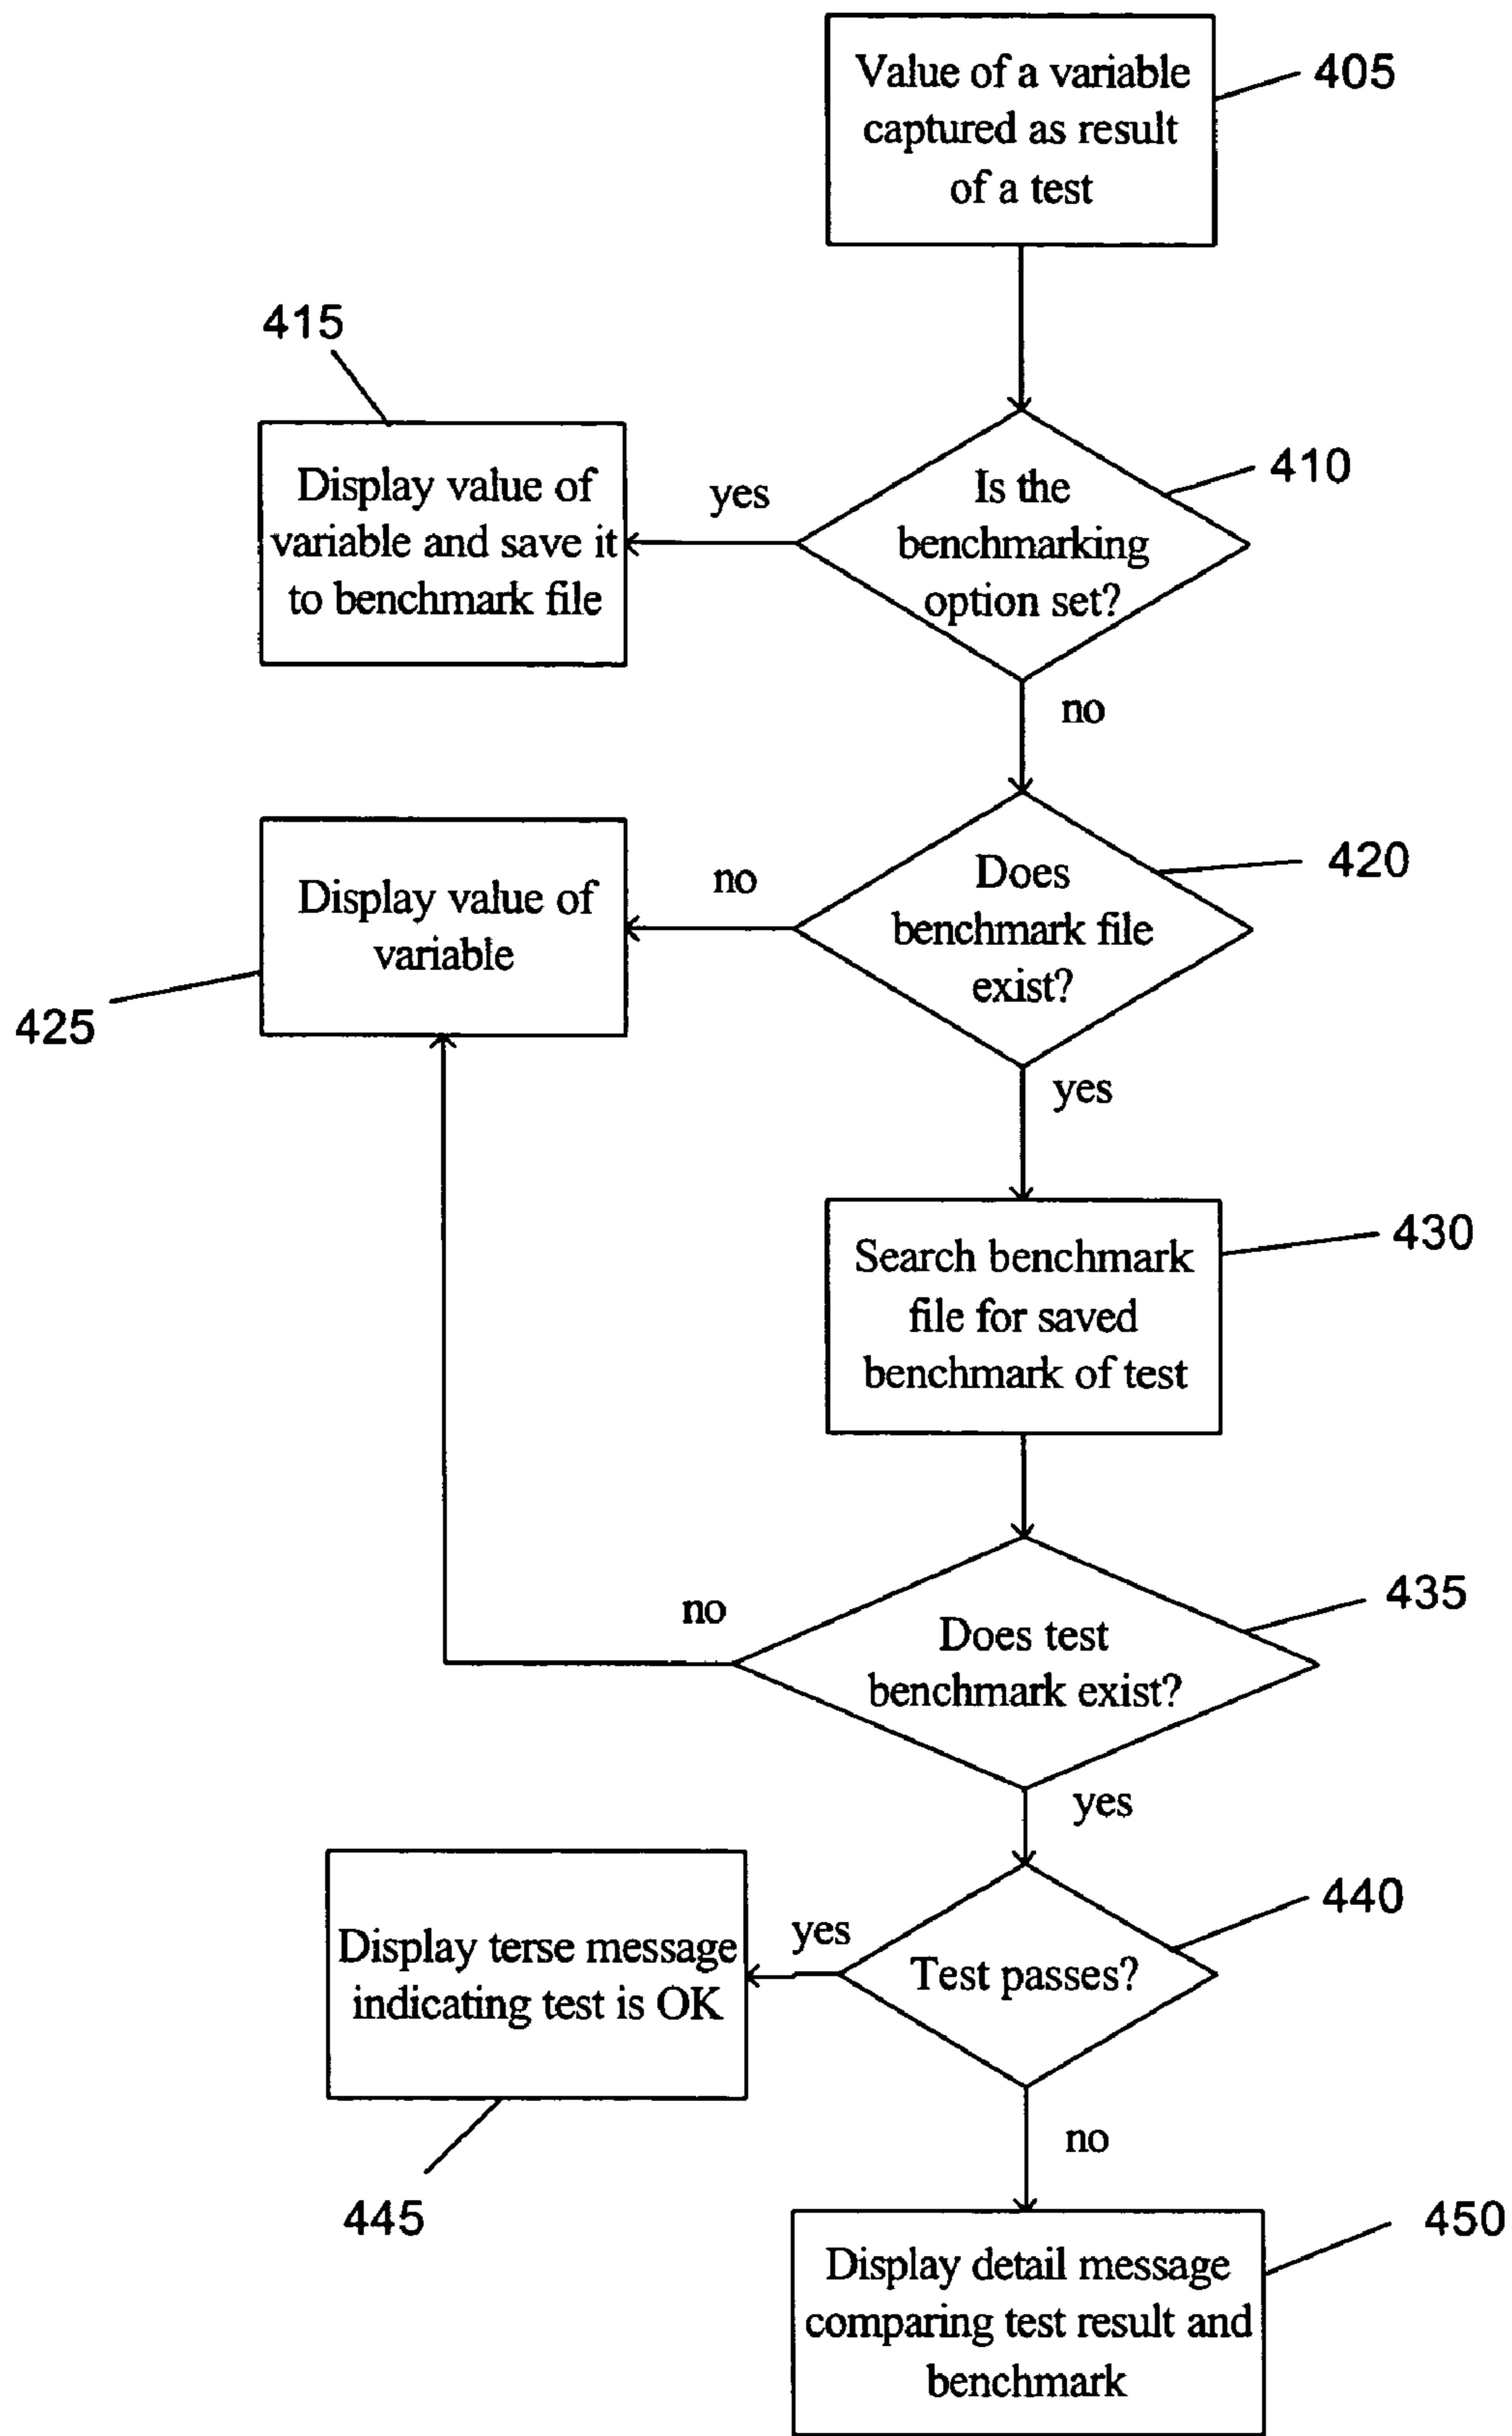 Value of a variable
captured as result
of a test
405
415
Display value of
variable and save it
to benchmark file
yes
Is the
benchmarking
option set?
410
no
Display value of
variable
425
no
Does
benchmark file
exist?
420
yes
Search benchmark
file for saved
benchmark of test
430
no
Does test
benchmark exist?
435
yes
Display terse message
indicating test is OK
445
yes
Test passes?
440
no
Display detail message
comparing test result and
benchmark
450